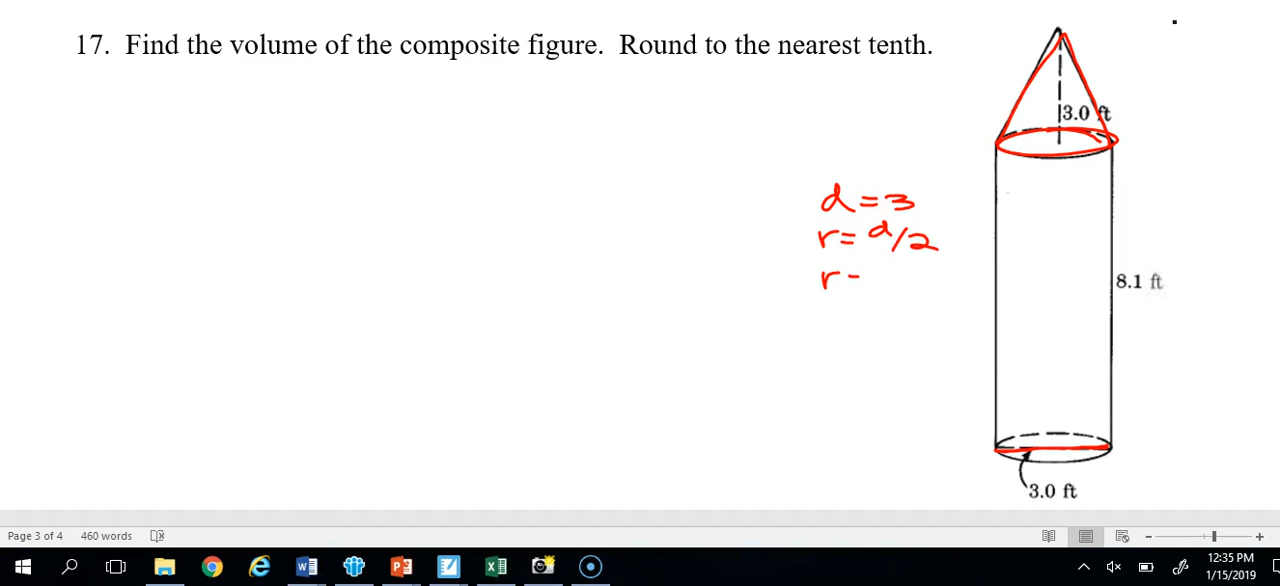 17. Find the volume of the composite figure. Round to the nearest tenth.
3.0 ft
d = 3
r = d/2
r -
8.1 ft
3.0 ft
Page 3 of 4 460 words
12:35 PM
1/15/2019